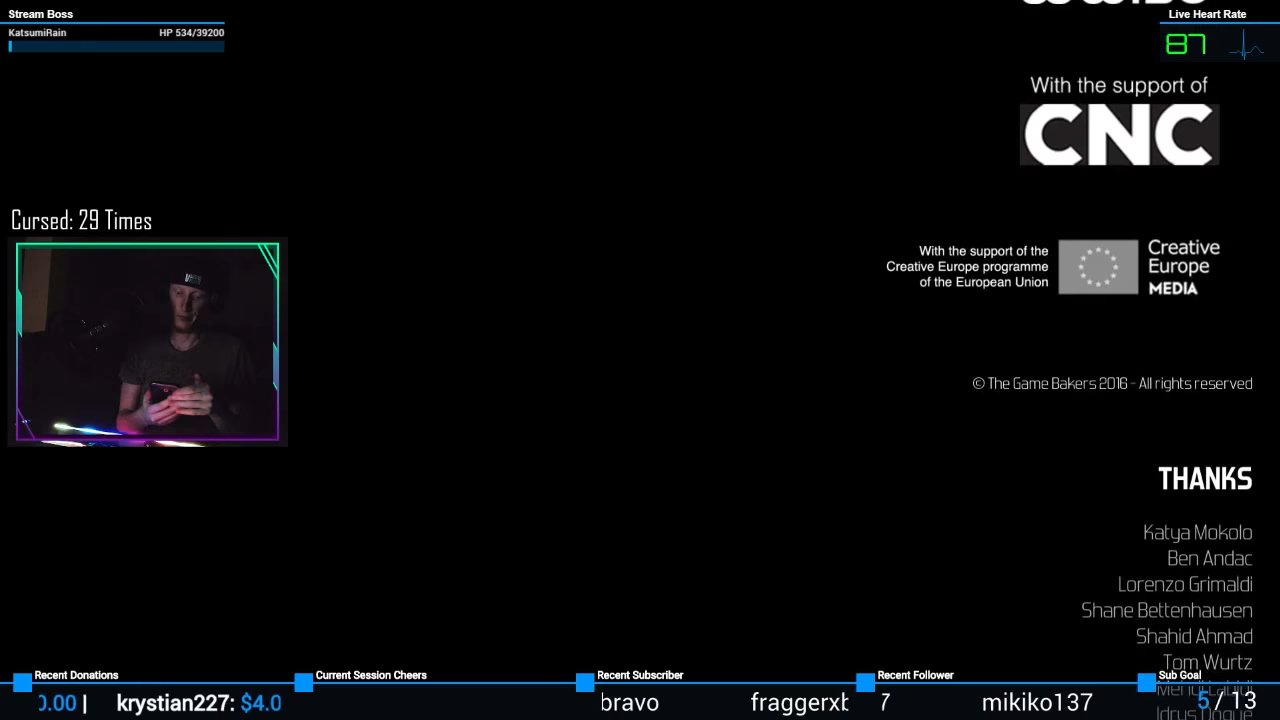 Stream Boss
KatsumiRain HP 534/39200
Live Heart Rate
87
With the support of
CNC
Cursed: 29 Times
With the support of the
Creative Europe programme
of the European Union
Creative
Europe
MEDIA
© The Game Bakers 2016 - All rights reserved
THANKS
Katya Mokolo
Ben Andac
Lorenzo Grimaldi
Shane Bettenhausen
Shahid Ahmad
Tom Wurtz
Recent Donations
0.00 | krystian227: $4.0
Current Session Cheers
Recent Subscriber
bravo fraggerxb
Recent Follower
7 mikiko137
Sub Goal
5 / 13